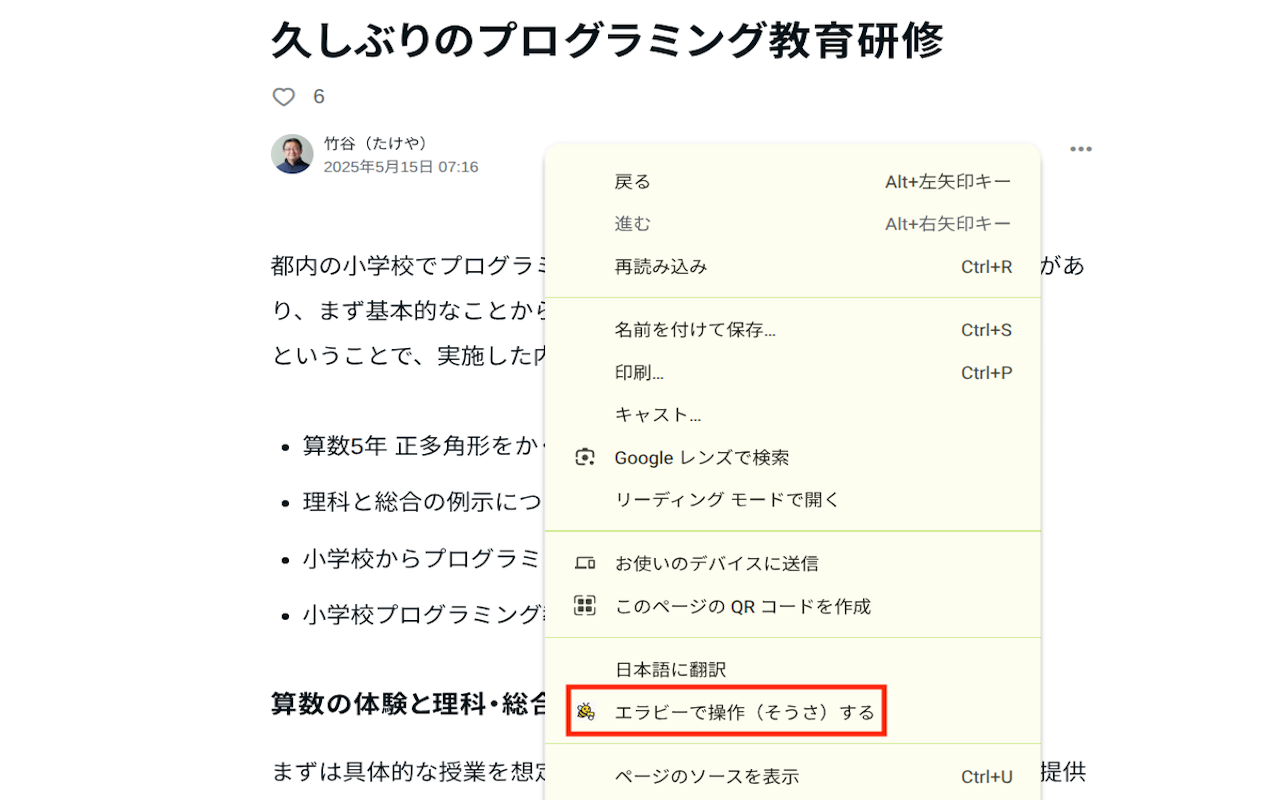 久しぶりのプログラミング教育研修
6
竹谷（たけや）
2025年5月15日 07:16
都内の小学校でプログラミ
があ
り、まず基本的なことから
ということで、実施した内
算数5年 正多角形をかく
理科と総合の例示につ
小学校からプログラミ
小学校プログラミング教
算数の体験と理科・総合
まずは具体的な授業を想定
提供
戻る Alt+左矢印キー
進む Alt+右矢印キー
再読み込み Ctrl+R
名前を付けて保存... Ctrl+S
印刷... Ctrl+P
キャスト...
Google レンズで検索
リーディング モードで開く
お使いのデバイスに送信
このページの QR コードを作成
日本語に翻訳
エラビーで操作（そうさ）する
ページのソースを表示 Ctrl+U